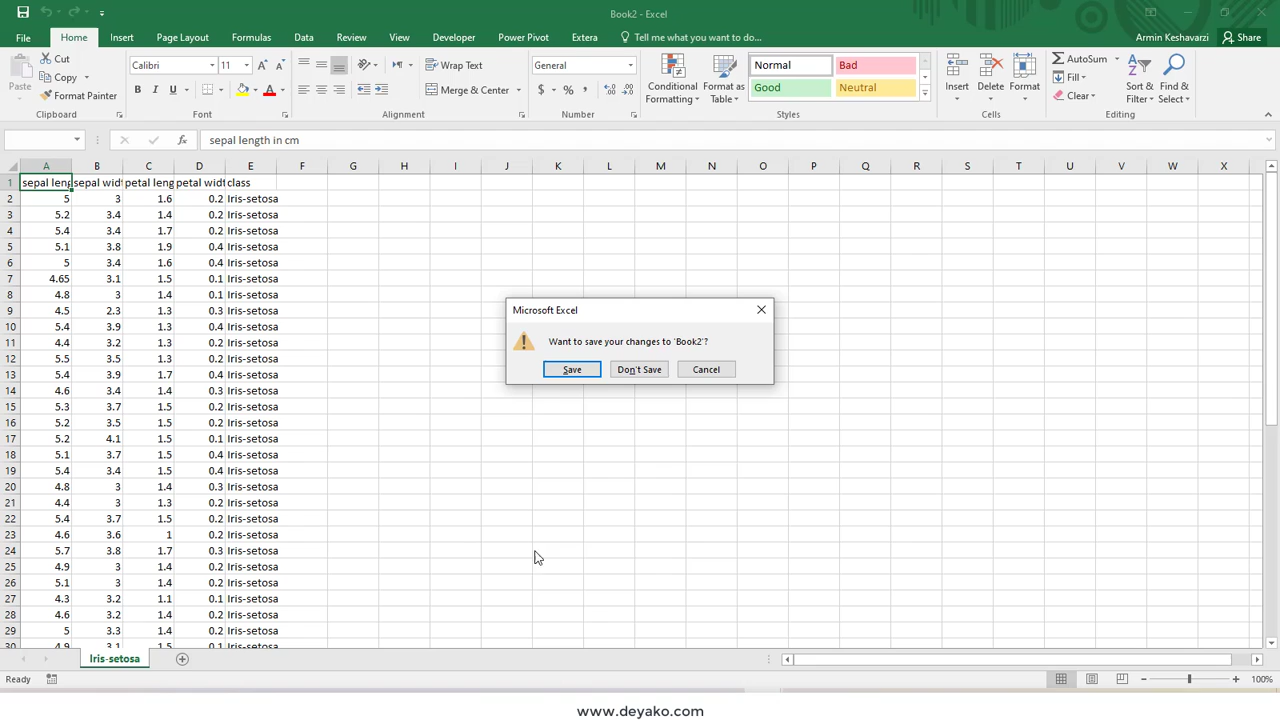 Book2 - Excel
Armin Keshavarzi
Share
File Home Insert Page Layout Formulas Data Review View Developer Power Pivot Extera Tell me what you want to do...
Paste
Cut
Copy
Format Painter
Clipboard
Calibri 11
B I U
Font
Wrap Text
Merge & Center
Alignment
General
$ % ,
Number
Conditional Formatting
Format as Table
Normal Bad
Good Neutral
Styles
Insert Delete Format
Cells
AutoSum
Fill
Clear
Sort & Filter
Find & Select
Editing
fx sepal length in cm
A B C D E F G H I J K L M N O P Q R S T U V W X
1 sepal leng sepal widt petal leng petal widt class
2 5 3 1.6 0.2 Iris-setosa
3 5.2 3.4 1.4 0.2 Iris-setosa
4 5.4 3.4 1.7 0.2 Iris-setosa
5 5.1 3.8 1.9 0.4 Iris-setosa
6 5 3.4 1.6 0.4 Iris-setosa
7 4.65 3.1 1.5 0.1 Iris-setosa
8 4.8 3 1.4 0.1 Iris-setosa
9 4.5 2.3 1.3 0.3 Iris-setosa
10 5.4 3.9 1.3 0.4 Iris-setosa
11 4.4 3.2 1.3 0.2 Iris-setosa
12 5.5 3.5 1.3 0.2 Iris-setosa
13 5.4 3.9 1.7 0.4 Iris-setosa
14 4.6 3.4 1.4 0.3 Iris-setosa
15 5.3 3.7 1.5 0.2 Iris-setosa
16 5.2 3.5 1.5 0.2 Iris-setosa
17 5.2 4.1 1.5 0.1 Iris-setosa
18 5.1 3.7 1.5 0.4 Iris-setosa
19 5.4 3.4 1.5 0.4 Iris-setosa
20 4.8 3 1.4 0.3 Iris-setosa
21 4.4 3 1.3 0.2 Iris-setosa
22 5.4 3.7 1.5 0.2 Iris-setosa
23 4.6 3.6 1 0.2 Iris-setosa
24 5.7 3.8 1.7 0.3 Iris-setosa
25 4.9 3 1.4 0.2 Iris-setosa
26 5.1 3 1.4 0.2 Iris-setosa
27 4.3 3.2 1.1 0.1 Iris-setosa
28 4.6 3.2 1.4 0.2 Iris-setosa
29 5 3.3 1.4 0.2 Iris-setosa
30 4.9 3.1 1.5 0.1 Iris-setosa
Microsoft Excel
Want to save your changes to 'Book2'?
Save Don't Save Cancel
Iris-setosa
Ready
100%
www.deyako.com